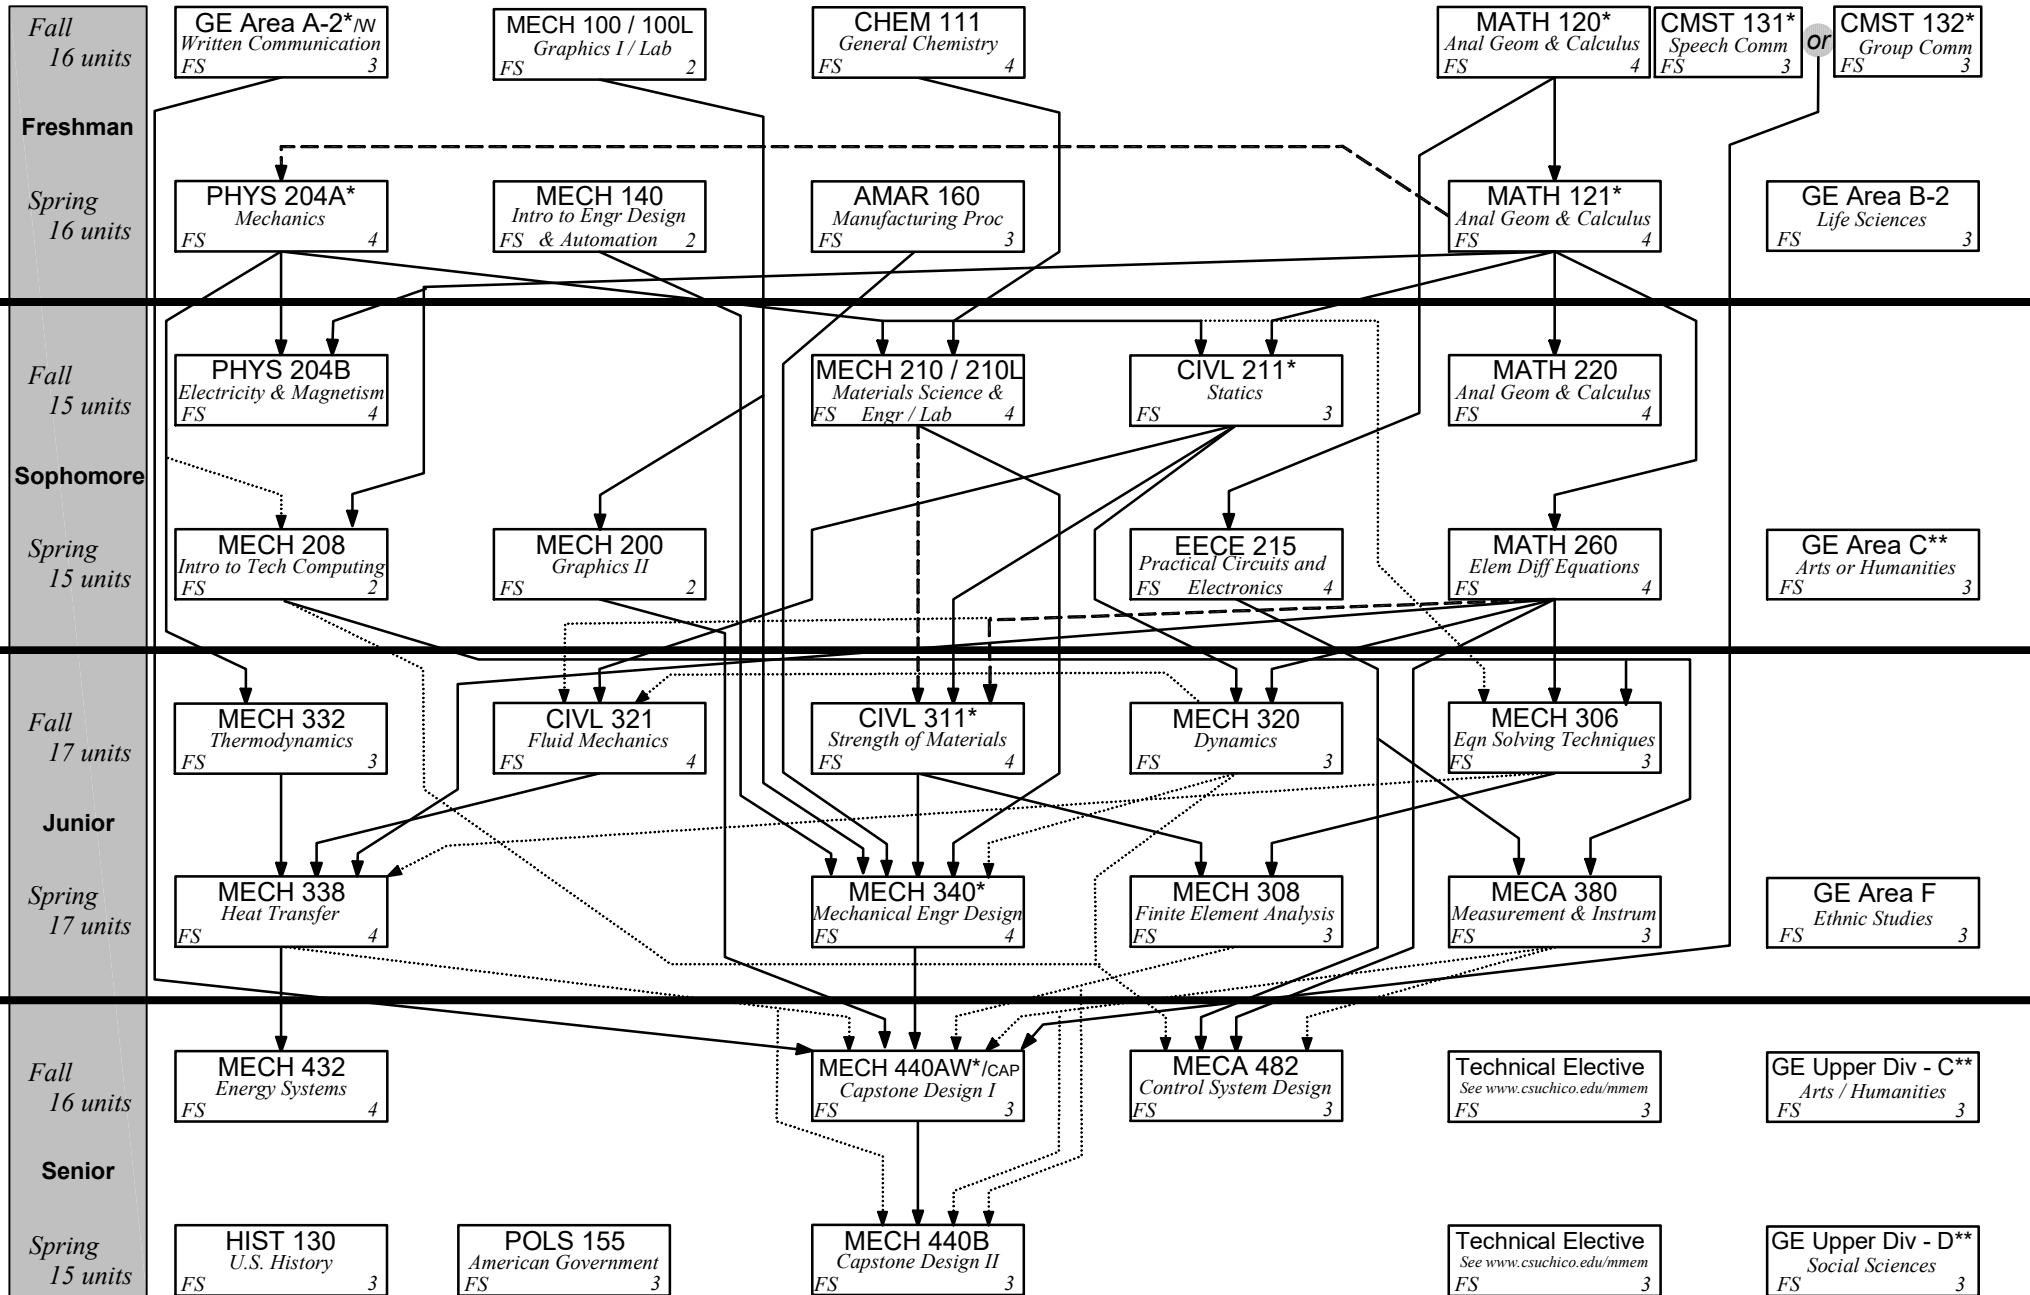 Fall
16 units
GE Area A-2*/W
Written Communication
FS 3
MECH 100 / 100L
Graphics I / Lab
FS 2
CHEM 111
General Chemistry
FS 4
MATH 120*
Anal Geom & Calculus
FS 4
CMST 131*
Speech Comm
FS 3
or
CMST 132*
Group Comm
FS 3
Freshman
Spring
16 units
PHYS 204A*
Mechanics
FS 4
MECH 140
Intro to Engr Design
FS & Automation 2
AMAR 160
Manufacturing Proc
FS 3
MATH 121*
Anal Geom & Calculus
FS 4
GE Area B-2
Life Sciences
FS 3
Fall
15 units
PHYS 204B
Electricity & Magnetism
FS 4
MECH 210 / 210L
Materials Science &
FS Engr / Lab 4
CIVL 211*
Statics
FS 3
MATH 220
Anal Geom & Calculus
FS 4
Sophomore
Spring
15 units
MECH 208
Intro to Tech Computing
FS 2
MECH 200
Graphics II
FS 2
EECE 215
Practical Circuits and
FS Electronics 4
MATH 260
Elem Diff Equations
FS 4
GE Area C**
Arts or Humanities
FS 3
Fall
17 units
MECH 332
Thermodynamics
FS 3
CIVL 321
Fluid Mechanics
FS 4
CIVL 311*
Strength of Materials
FS 4
MECH 320
Dynamics
FS 3
MECH 306
Eqn Solving Techniques
FS 3
Junior
Spring
17 units
MECH 338
Heat Transfer
FS 4
MECH 340*
Mechanical Engr Design
FS 4
MECH 308
Finite Element Analysis
FS 3
MECA 380
Measurement & Instrum
FS 3
GE Area F
Ethnic Studies
FS 3
Fall
16 units
MECH 432
Energy Systems
FS 4
MECH 440AW*/CAP
Capstone Design I
FS 3
MECA 482
Control System Design
FS 3
Technical Elective
See www.csuchico.edu/mmem
FS 3
GE Upper Div - C**
Arts / Humanities
FS 3
Senior
Spring
15 units
HIST 130
U.S. History
FS 3
POLS 155
American Government
FS 3
MECH 440B
Capstone Design II
FS 3
Technical Elective
See www.csuchico.edu/mmem
FS 3
GE Upper Div - D**
Social Sciences
FS 3